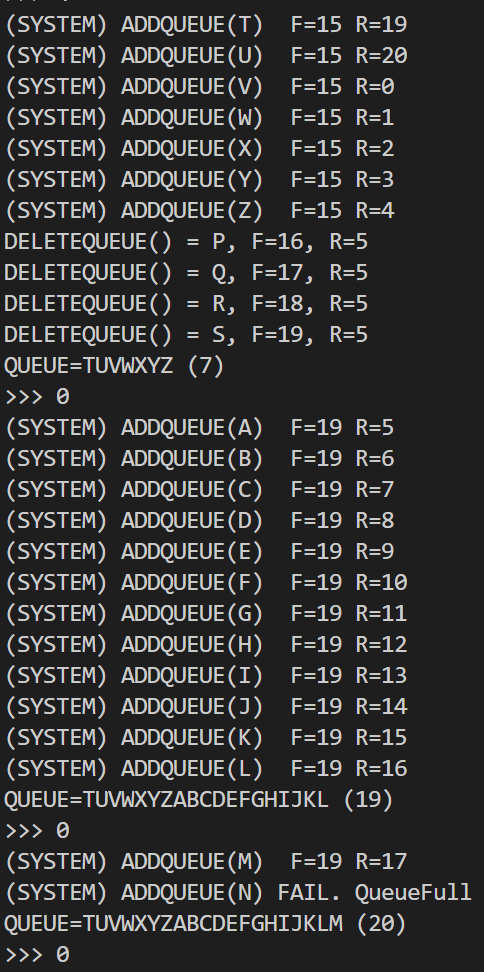 (SYSTEM) ADDQUEUE(T)  F=15 R=19
(SYSTEM) ADDQUEUE(U)  F=15 R=20
(SYSTEM) ADDQUEUE(V)  F=15 R=0
(SYSTEM) ADDQUEUE(W)  F=15 R=1
(SYSTEM) ADDQUEUE(X)  F=15 R=2
(SYSTEM) ADDQUEUE(Y)  F=15 R=3
(SYSTEM) ADDQUEUE(Z)  F=15 R=4
DELETEQUEUE() = P, F=16, R=5
DELETEQUEUE() = Q, F=17, R=5
DELETEQUEUE() = R, F=18, R=5
DELETEQUEUE() = S, F=19, R=5
QUEUE=TUVWXYZ (7)
>>> 0
(SYSTEM) ADDQUEUE(A)  F=19 R=5
(SYSTEM) ADDQUEUE(B)  F=19 R=6
(SYSTEM) ADDQUEUE(C)  F=19 R=7
(SYSTEM) ADDQUEUE(D)  F=19 R=8
(SYSTEM) ADDQUEUE(E)  F=19 R=9
(SYSTEM) ADDQUEUE(F)  F=19 R=10
(SYSTEM) ADDQUEUE(G)  F=19 R=11
(SYSTEM) ADDQUEUE(H)  F=19 R=12
(SYSTEM) ADDQUEUE(I)  F=19 R=13
(SYSTEM) ADDQUEUE(J)  F=19 R=14
(SYSTEM) ADDQUEUE(K)  F=19 R=15
(SYSTEM) ADDQUEUE(L)  F=19 R=16
QUEUE=TUVWXYZABCDEFGHIJKL (19)
>>> 0
(SYSTEM) ADDQUEUE(M)  F=19 R=17
(SYSTEM) ADDQUEUE(N) FAIL. QueueFull
QUEUE=TUVWXYZABCDEFGHIJKLM (20)
>>> 0